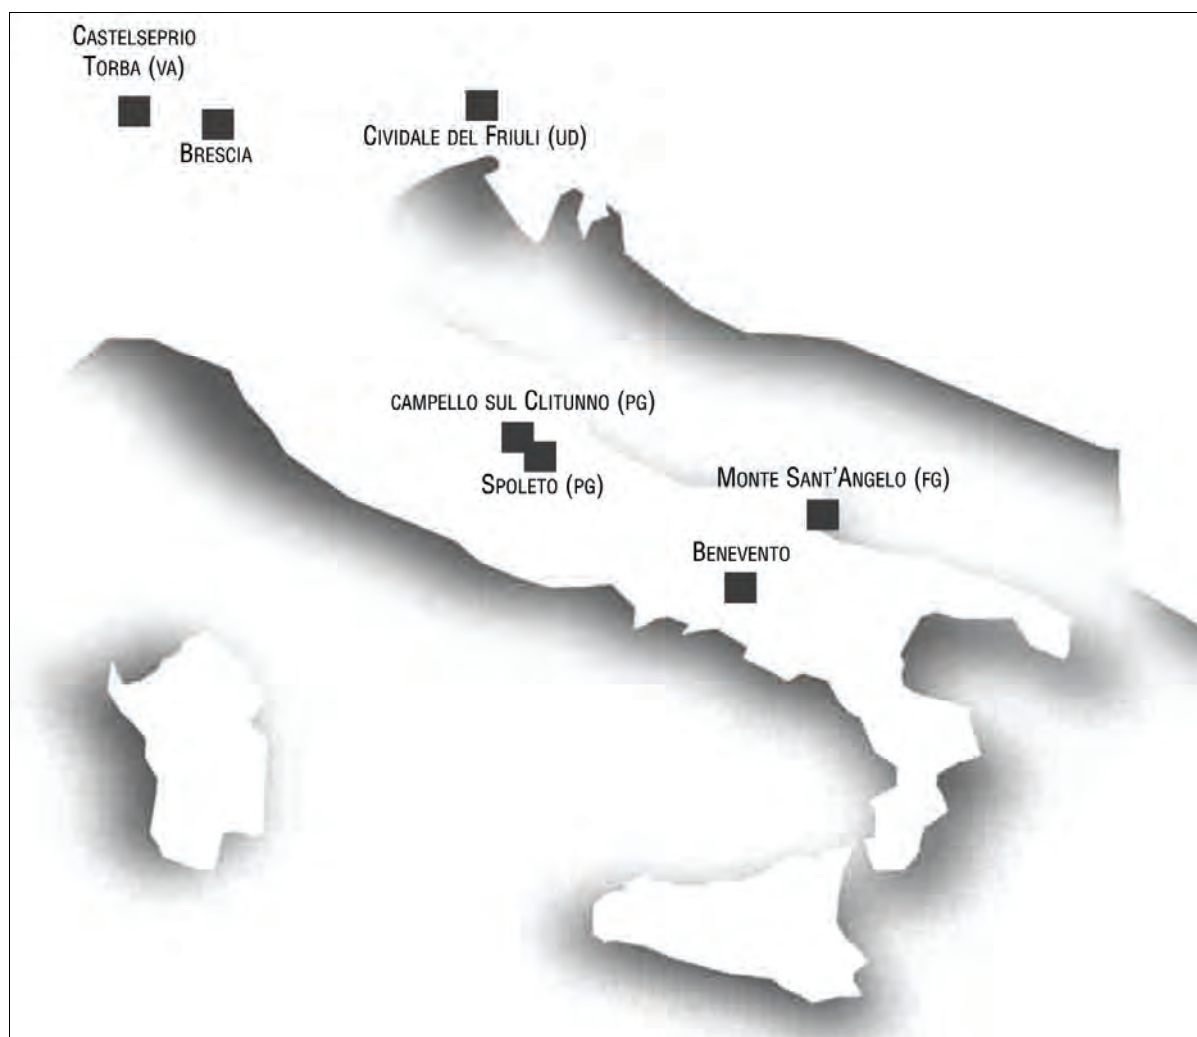 CASTELSEPRIO
TORBA (VA)
BRESCIA
CIVIDALE DEL FRIULI (UD)
CAMPELLO SUL CLITUNNO (PG)
SPOLETO (PG)
MONTE SANT'ANGELO (FG)
BENEVENTO